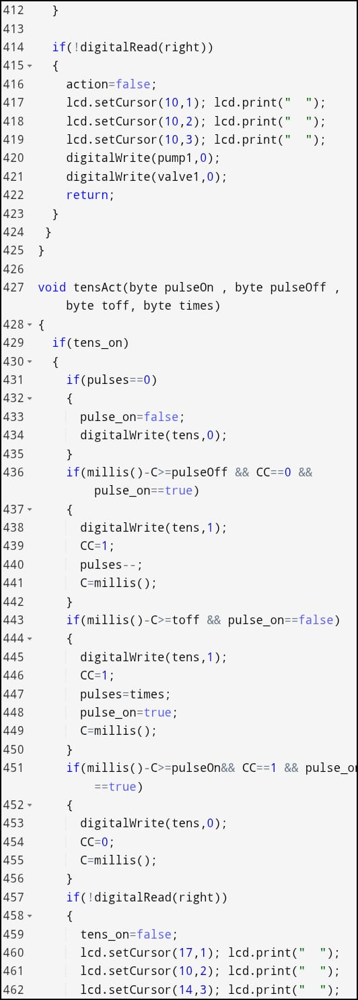 412 }
413
414 if(!digitalRead(right))
415 {
416 action=false;
417 lcd.setCursor(10,1); lcd.print("  ");
418 lcd.setCursor(10,2); lcd.print("  ");
419 lcd.setCursor(10,3); lcd.print("  ");
420 digitalWrite(pump1,0);
421 digitalWrite(valve1,0);
422 return;
423 }
424 }
425 }
426
427 void tensAct(byte pulseOn , byte pulseOff ,
byte toff, byte times)
428 {
429 if(tens_on)
430 {
431 if(pulses==0)
432 {
433 pulse_on=false;
434 digitalWrite(tens,0);
435 }
436 if(millis()-C>=pulseOff && CC==0 &&
pulse_on==true)
437 {
438 digitalWrite(tens,1);
439 CC=1;
440 pulses--;
441 C=millis();
442 }
443 if(millis()-C>=toff && pulse_on==false)
444 {
445 digitalWrite(tens,1);
446 CC=1;
447 pulses=times;
448 pulse_on=true;
449 C=millis();
450 }
451 if(millis()-C>=pulseOn&& CC==1 && pulse_on
==true)
452 {
453 digitalWrite(tens,0);
454 CC=0;
455 C=millis();
456 }
457 if(!digitalRead(right))
458 {
459 tens_on=false;
460 lcd.setCursor(17,1); lcd.print("  ");
461 lcd.setCursor(10,2); lcd.print("  ");
462 lcd.setCursor(14,3); lcd.print("  ");